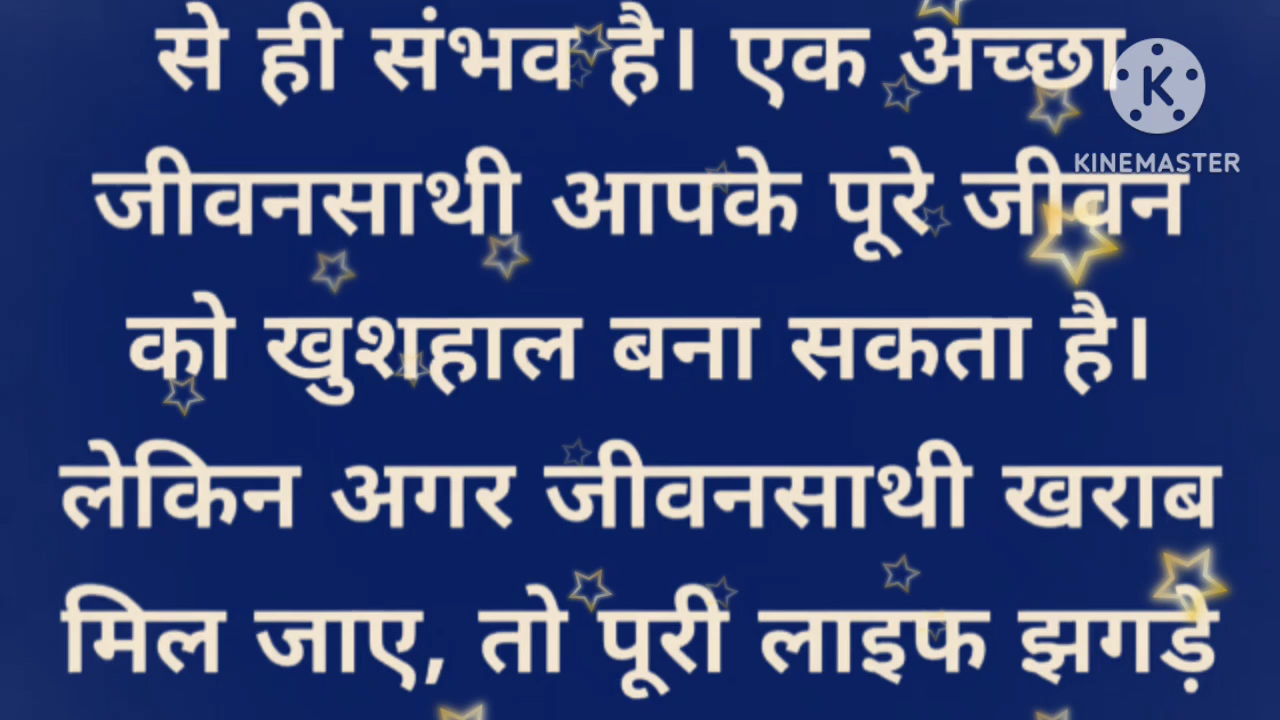 से ही संभव है। एक अच्छा
KINEMASTER
जीवनसाथी आपके पूरे जीवन
को खुशहाल बना सकता है।
लेकिन अगर जीवनसाथी खराब
मिल जाए, तो पूरी लाइफ झगड़े